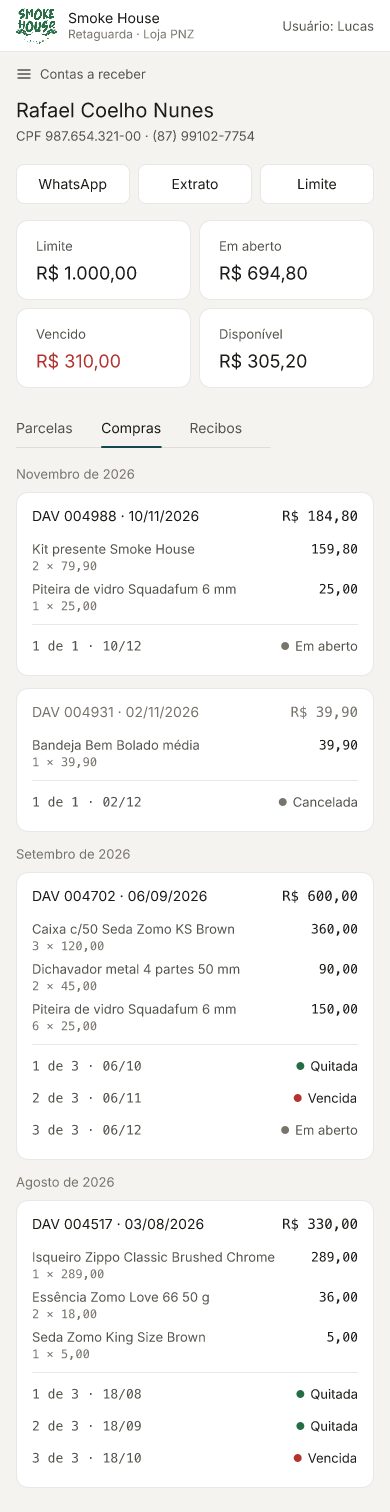 SMOKE
HOUSE
Smoke House
Retaguarda · Loja PNZ
Usuário: Lucas
Contas a receber
Rafael Coelho Nunes
CPF 987.654.321-00 · (87) 99102-7754
WhatsApp
Extrato
Limite
Limite
R$ 1.000,00
Em aberto
R$ 694,80
Vencido
R$ 310,00
Disponível
R$ 305,20
Parcelas
Compras
Recibos
Novembro de 2026
DAV 004988 · 10/11/2026 R$ 184,80
Kit presente Smoke House 159,80
2 × 79,90
Piteira de vidro Squadafum 6 mm 25,00
1 × 25,00
1 de 1 · 10/12 Em aberto
DAV 004931 · 02/11/2026 R$ 39,90
Bandeja Bem Bolado média 39,90
1 × 39,90
1 de 1 · 02/12 Cancelada
Setembro de 2026
DAV 004702 · 06/09/2026 R$ 600,00
Caixa c/50 Seda Zomo KS Brown 360,00
3 × 120,00
Dichavador metal 4 partes 50 mm 90,00
2 × 45,00
Piteira de vidro Squadafum 6 mm 150,00
6 × 25,00
1 de 3 · 06/10 Quitada
2 de 3 · 06/11 Vencida
3 de 3 · 06/12 Em aberto
Agosto de 2026
DAV 004517 · 03/08/2026 R$ 330,00
Isqueiro Zippo Classic Brushed Chrome 289,00
1 × 289,00
Essência Zomo Love 66 50 g 36,00
2 × 18,00
Seda Zomo King Size Brown 5,00
1 × 5,00
1 de 3 · 18/08 Quitada
2 de 3 · 18/09 Quitada
3 de 3 · 18/10 Vencida